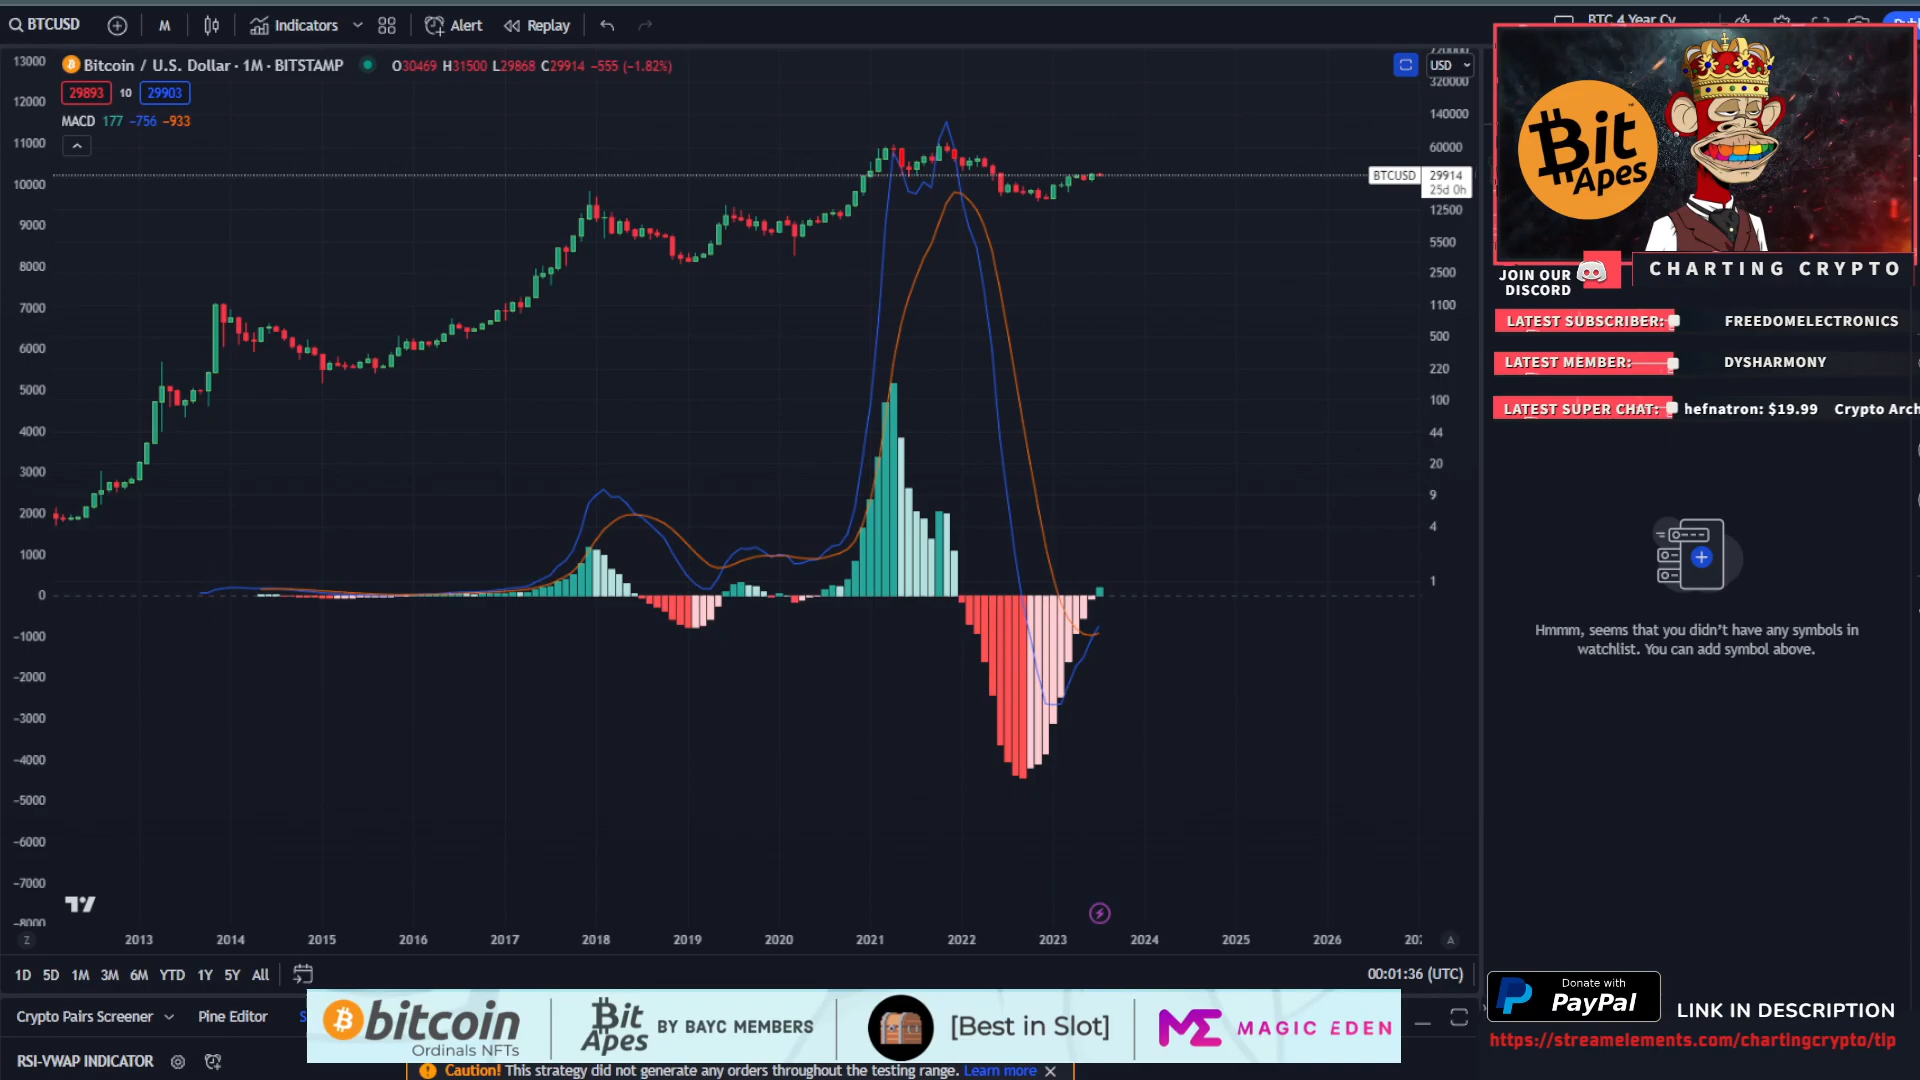 BTCUSD
M
Indicators
Alert
Replay
BTC 4 Year Cy
Bitcoin / U.S. Dollar · 1M · BITSTAMP
O30469 H31500 L29868 C29914 −555 (−1.82%)
29893 10 29903
MACD 177 −756 −933
USD
13000
12000
11000
10000
9000
8000
7000
6000
5000
4000
3000
2000
1000
0
−1000
−2000
−3000
−4000
−5000
−6000
−7000
−8000
320000
140000
60000
BTCUSD 29914
25d 0h
12500
5500
2500
1100
500
220
100
44
20
9
4
1
Z
2013 2014 2015 2016 2017 2018 2019 2020 2021 2022 2023 2024 2025 2026
A
1D 5D 1M 3M 6M YTD 1Y 5Y All
00:01:36 (UTC)
Crypto Pairs Screener
Pine Editor
RSI-VWAP INDICATOR
bitcoin
Ordinals NFTs
Bit
Apes
BY BAYC MEMBERS
[Best in Slot]
ME MAGIC EDEN
Caution! This strategy did not generate any orders throughout the testing range. Learn more
Bit
Apes
JOIN OUR
DISCORD
CHARTING CRYPTO
LATEST SUBSCRIBER: FREEDOMELECTRONICS
LATEST MEMBER: DYSHARMONY
LATEST SUPER CHAT: hefnatron: $19.99 Crypto Arch
Hmmm, seems that you didn't have any symbols in
watchlist. You can add symbol above.
Donate with
PayPal
LINK IN DESCRIPTION
https://streamelements.com/chartingcrypto/tip